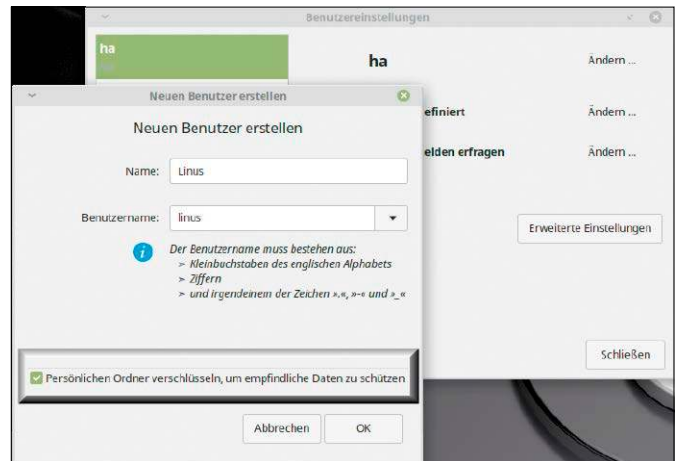 Benutzereinstellungen
ha
ha
Ändern ...
Neuen Benutzer erstellen
efiniert
Ändern ...
Neuen Benutzer erstellen
elden erfragen
Ändern ...
Name:
Linus
Benutzername:
linus
Erweiterte Einstellungen
Der Benutzername muss bestehen aus:
➢ Kleinbuchstaben des englischen Alphabets
➢ Ziffern
➢ und irgendeinem der Zeichen ».«, »-« und »_«
Schließen
Persönlichen Ordner verschlüsseln, um empfindliche Daten zu schützen
Abbrechen
OK